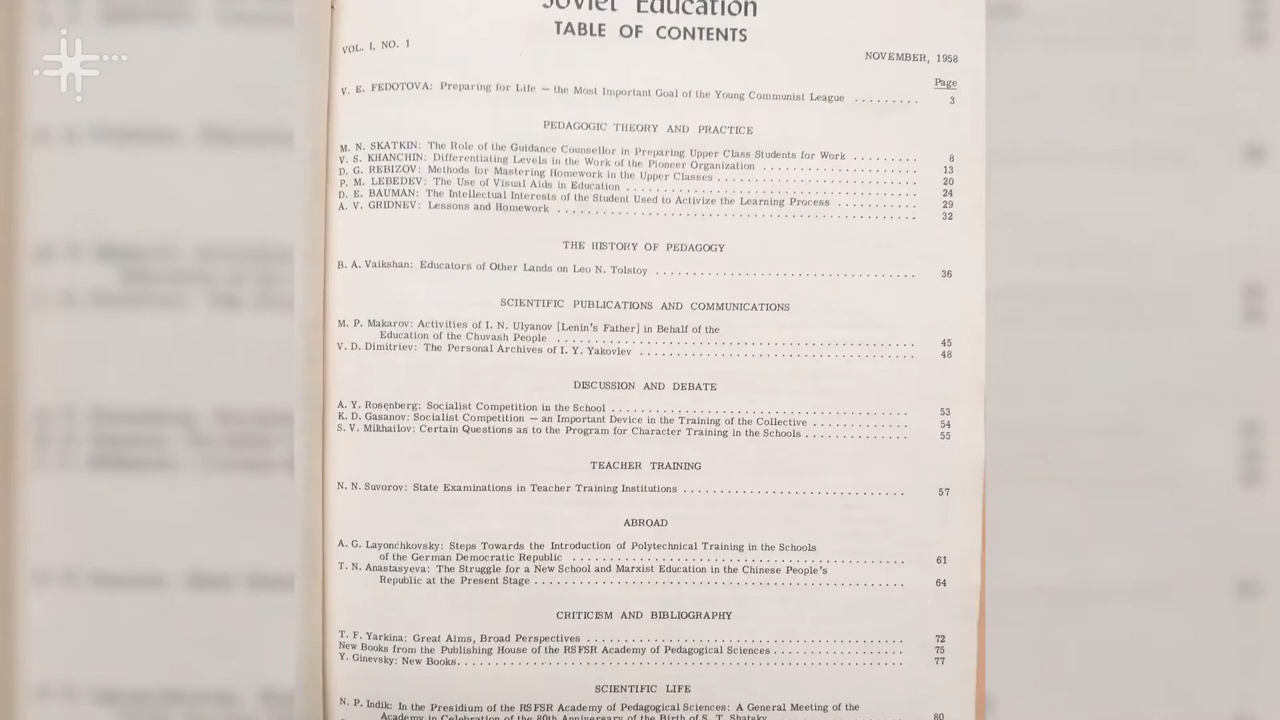 Soviet Education
TABLE OF CONTENTS
VOL. I, NO. 1
NOVEMBER, 1958
Page
V. E. FEDOTOVA: Preparing for Life — the Most Important Goal of the Young Communist League ......... 3
PEDAGOGIC THEORY AND PRACTICE
M. N. SKATKIN: The Role of the Guidance Counsellor in Preparing Upper Class Students for Work ......... 8
V. S. KHANCHIN: Differentiating Levels in the Work of the Pioneer Organization ..................... 13
D. G. REBIZOV: Methods for Mastering Homework in the Upper Classes ........................... 20
P. M. LEBEDEV: The Use of Visual Aids in Education ......................................... 24
D. E. BAUMAN: The Intellectual Interests of the Student Used to Activize the Learning Process ........... 29
A. V. GRIDNEV: Lessons and Homework .................................................. 32
THE HISTORY OF PEDAGOGY
B. A. Vaikshan: Educators of Other Lands on Leo N. Tolstoy ..................................... 36
SCIENTIFIC PUBLICATIONS AND COMMUNICATIONS
M. P. Makarov: Activities of I. N. Ulyanov [Lenin's Father] in Behalf of the
Education of the Chuvash People .................................................. 45
V. D. Dimitriev: The Personal Archives of I. Y. Yakovlev ....................................... 48
DISCUSSION AND DEBATE
A. Y. Rosenberg: Socialist Competition in the School .......................................... 53
K. D. Gasanov: Socialist Competition — an Important Device in the Training of the Collective ............. 54
S. V. Mikhailov: Certain Questions as to the Program for Character Training in the Schools .............. 55
TEACHER TRAINING
N. N. Suvorov: State Examinations in Teacher Training Institutions ............................... 57
ABROAD
A. G. Layonchkovsky: Steps Towards the Introduction of Polytechnical Training in the Schools
of the German Democratic Republic .............................................. 61
T. N. Anastasyeva: The Struggle for a New School and Marxist Education in the Chinese People's
Republic at the Present Stage .................................................... 64
CRITICISM AND BIBLIOGRAPHY
T. F. Yarkina: Great Aims, Broad Perspectives ............................................. 72
New Books from the Publishing House of the RSFSR Academy of Pedagogical Sciences .................. 75
Y. Ginevsky: New Books................................................................ 77
SCIENTIFIC LIFE
N. P. Indik: In the Presidium of the RSFSR Academy of Pedagogical Sciences: A General Meeting of the
Academy in Celebration of the 80th Anniversary of the Birth of S. T. Shatsky ................ 80